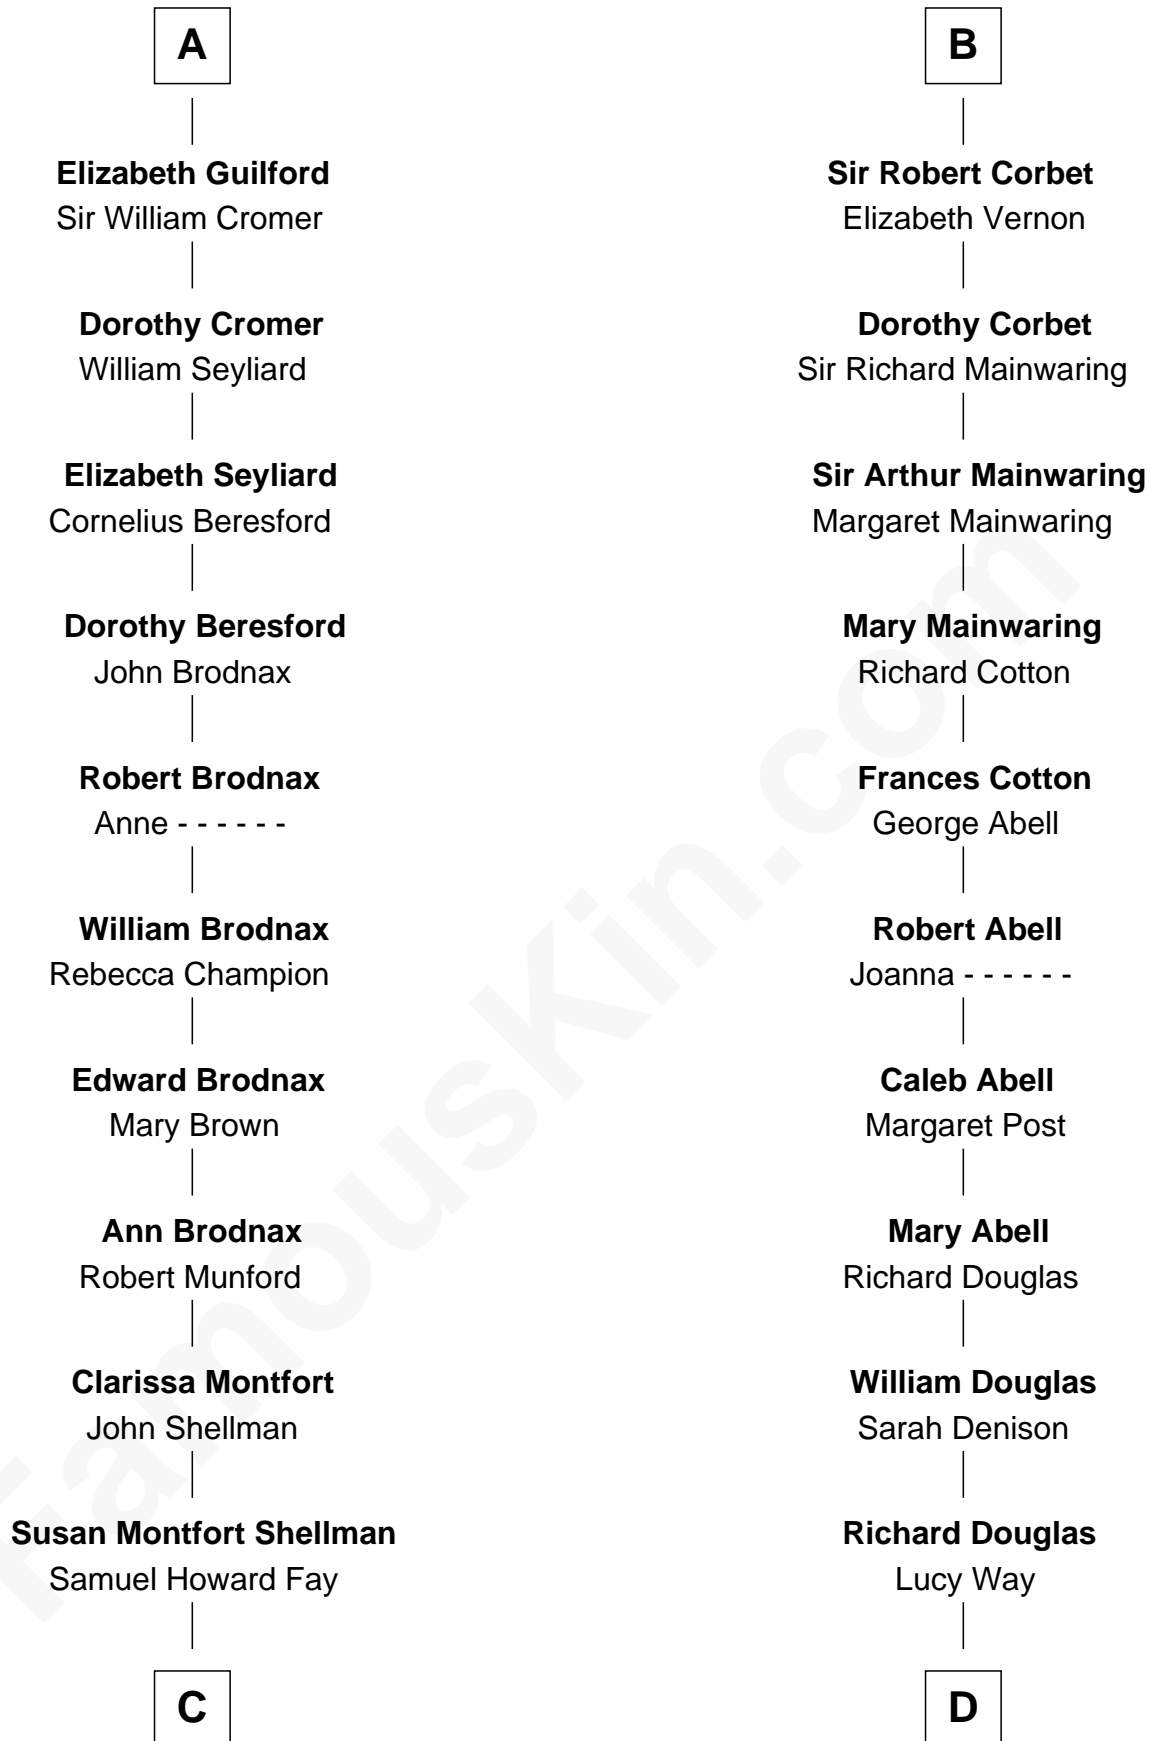 A
Elizabeth Guilford
Sir William Cromer
Dorothy Cromer
William Seyliard
Elizabeth Seyliard
Cornelius Beresford
Dorothy Beresford
John Brodnax
Robert Brodnax
Anne - - - - - -
William Brodnax
Rebecca Champion
Edward Brodnax
Mary Brown
Ann Brodnax
Robert Munford
Clarissa Montfort
John Shellman
Susan Montfort Shellman
Samuel Howard Fay
C
B
Sir Robert Corbet
Elizabeth Vernon
Dorothy Corbet
Sir Richard Mainwaring
Sir Arthur Mainwaring
Margaret Mainwaring
Mary Mainwaring
Richard Cotton
Frances Cotton
George Abell
Robert Abell
Joanna - - - - - -
Caleb Abell
Margaret Post
Mary Abell
Richard Douglas
William Douglas
Sarah Denison
Richard Douglas
Lucy Way
D
FamousKin.com